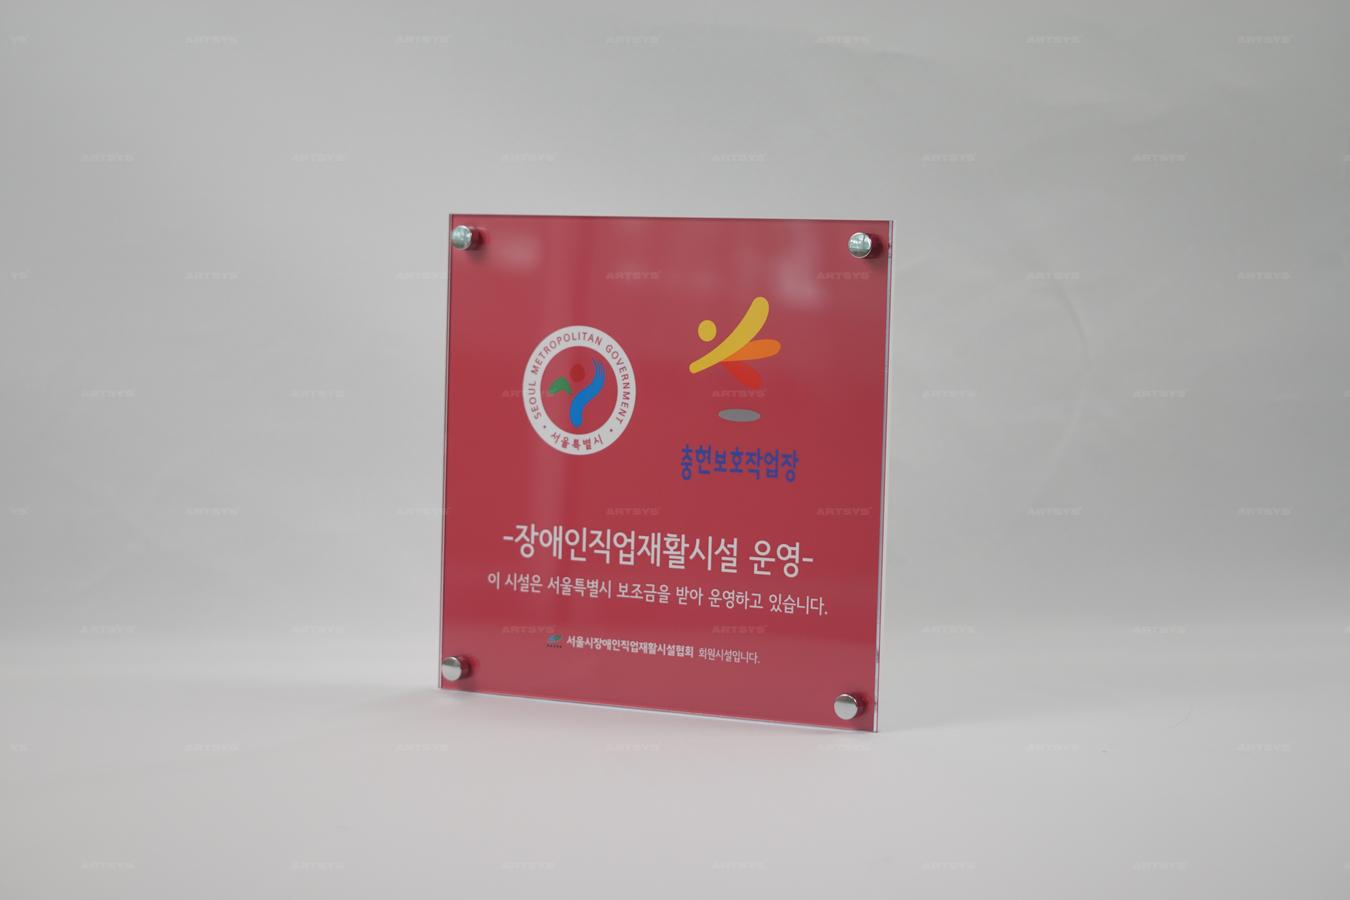 SEOUL METROPOLITAN GOVERNMENT
서울특별시
충현보호작업장
-장애인직업재활시설 운영-
이 시설은 서울특별시 보조금을 받아 운영하고 있습니다.
서울시장애인직업재활시설협회 회원시설입니다.
ARTSYS